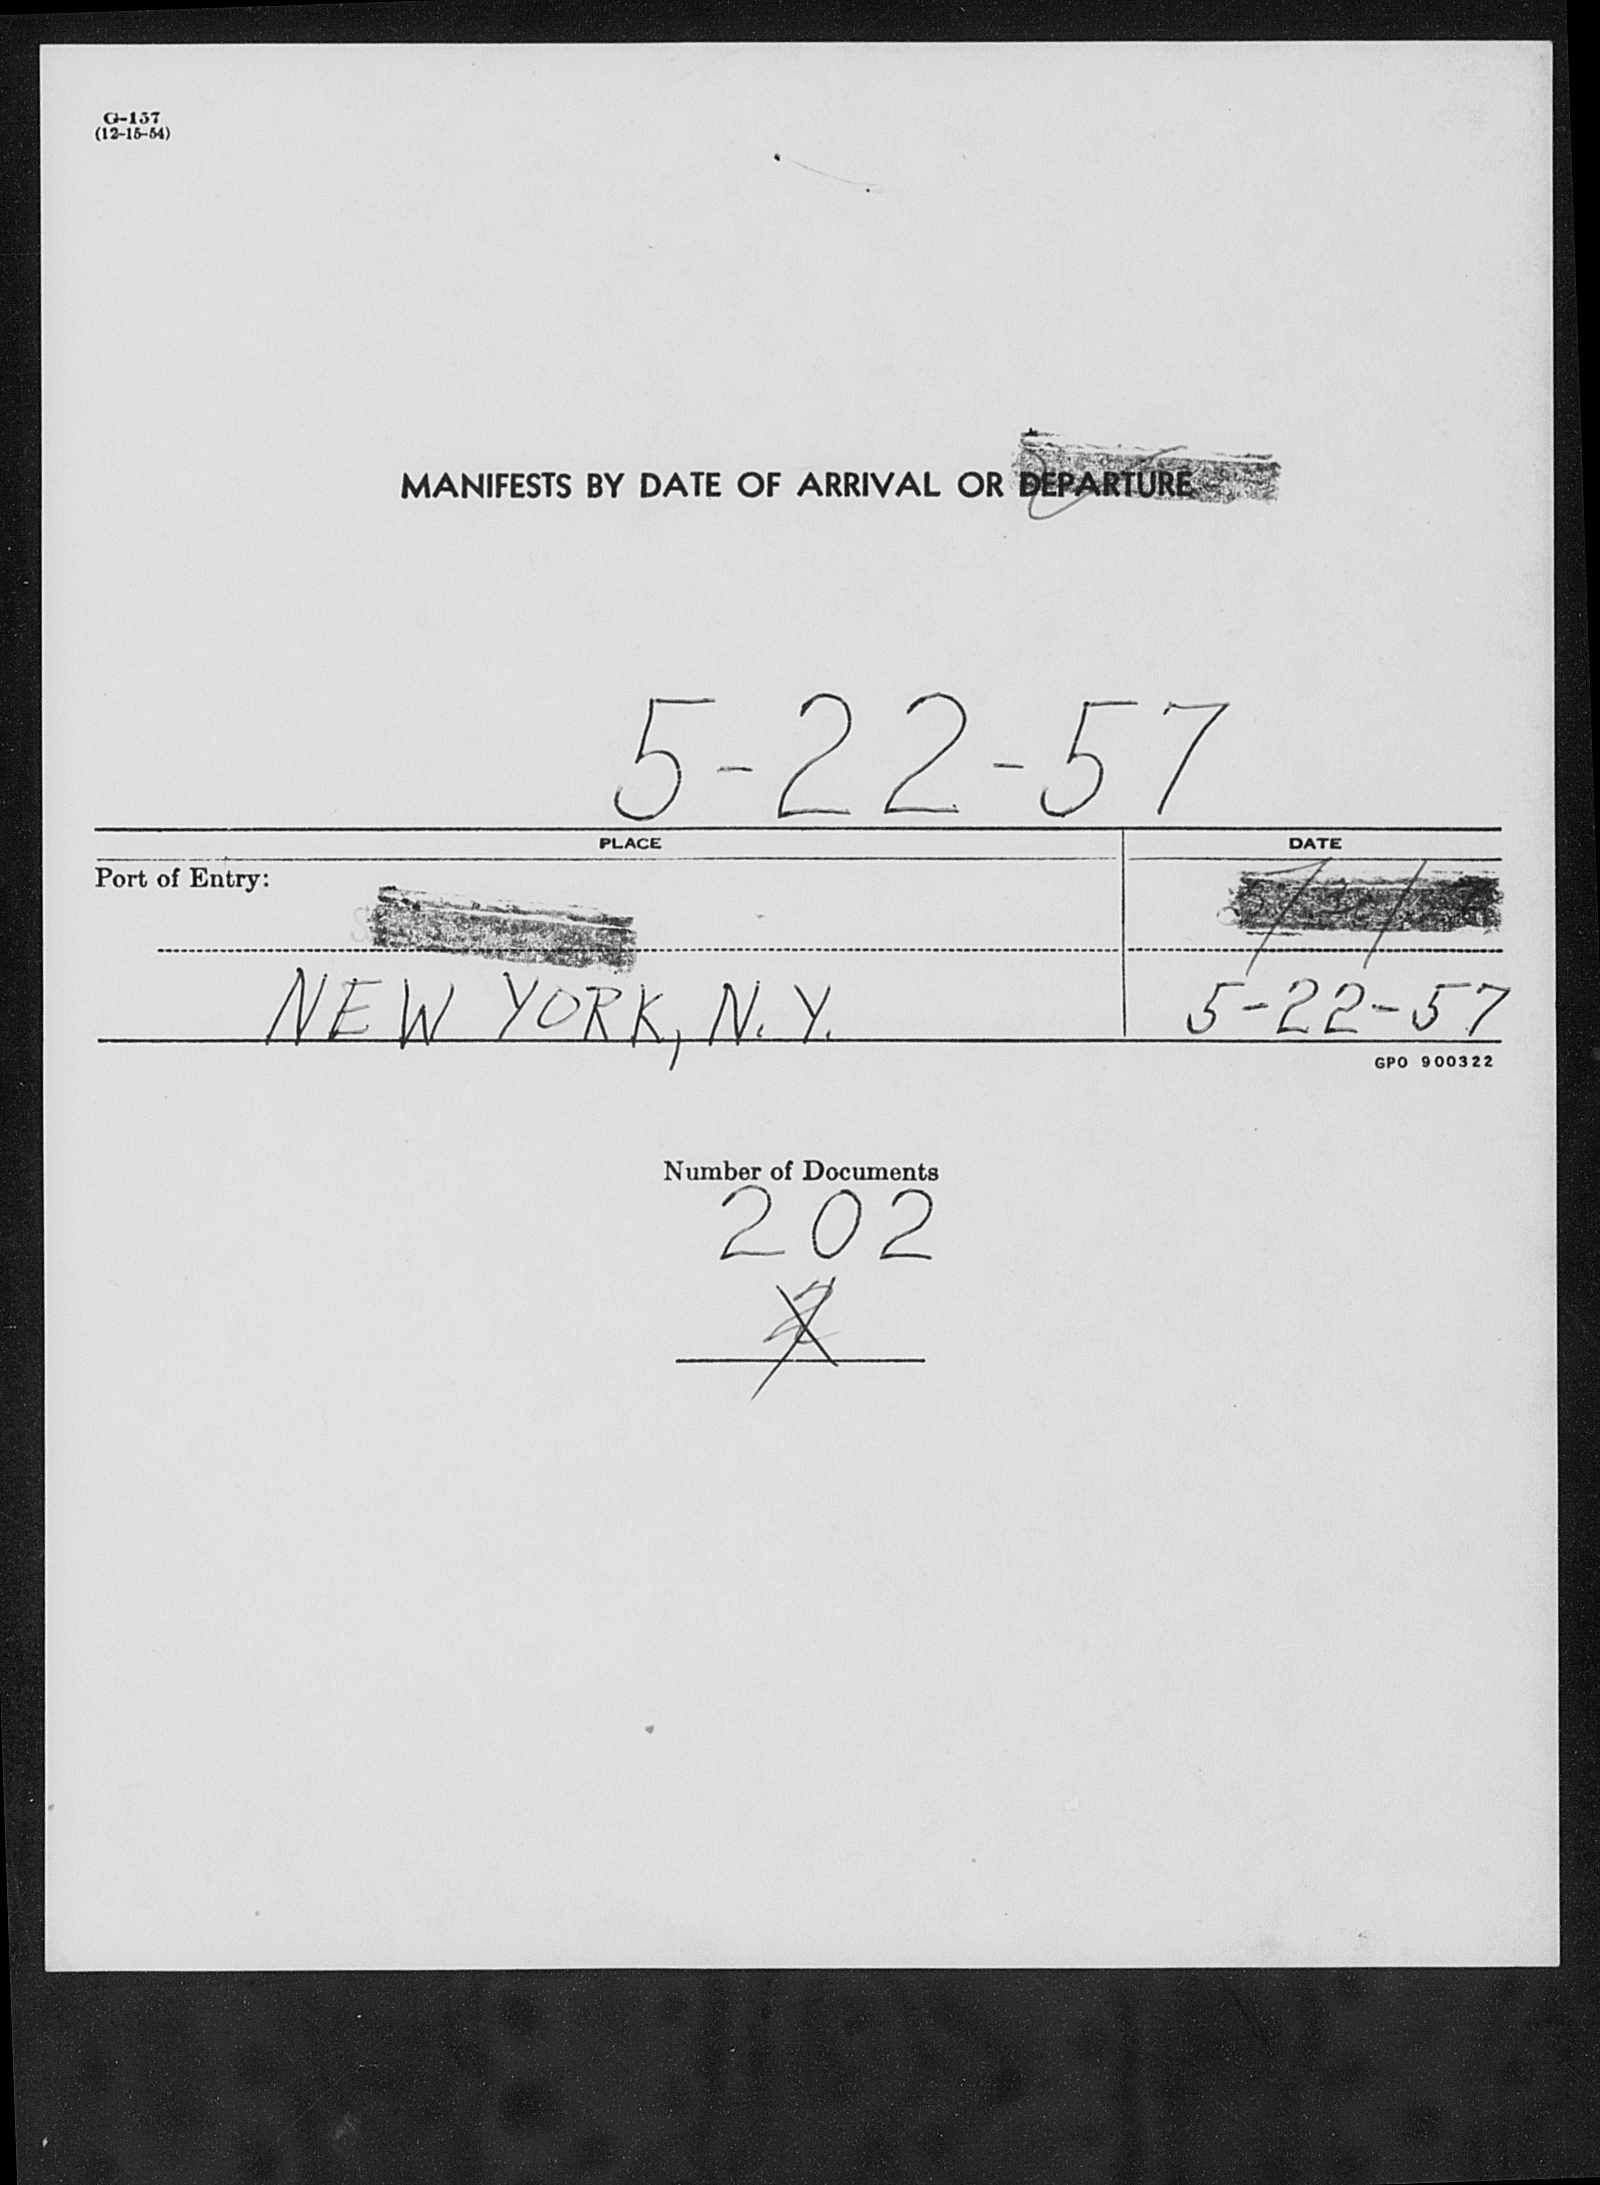 G-157
(12-15-54)
MANIFESTS BY DATE OF ARRIVAL OR DEPARTURE
5-22-57
PLACE
DATE
Port of Entry:
NEW YORK, N.Y.
5-22-57
GPO 900322
Number of Documents
202